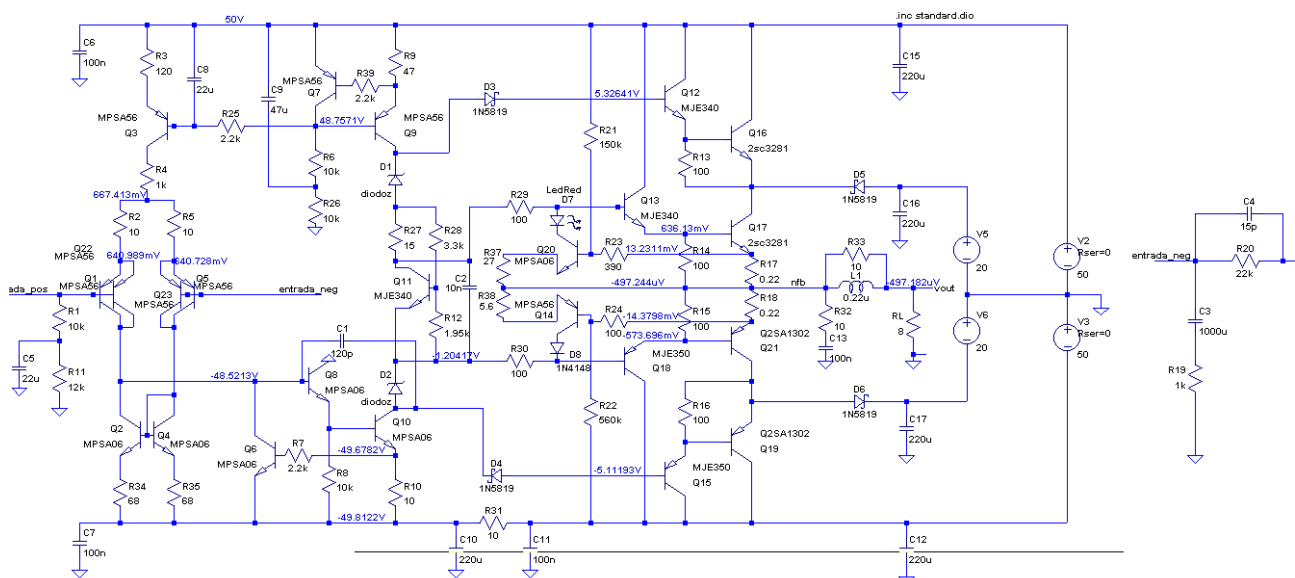 50V
.inc standard.dio
C6
100n
R3
120
C8
22u
C9
47u
MPSA56
Q7
R39
2.2k
R9
47
MPSA56
Q9
D3
1N5819
5.32641V
Q12
MJE340
C15
220u
MPSA56
Q3
R25
2.2k
48.7571V
R21
150k
Q16
2sc3281
R13
100
R4
1k
R6
10k
D1
diodoz
667.413mV
R26
10k
R2
10
R5
10
R27
15
R28
3.3k
R29
100
LedRed
D7
Q13
MJE340
D5
1N5819
C16
220u
C4
15p
Q22
MPSA56
640.989mV
640.728mV
Q1
MPSA56
Q23
MPSA56
Q5
MPSA56
Q11
MJE340
C2
10n
R37
27
Q20
MPSA06
R23
390
636.13mV
13.2311mV
Q17
2sc3281
R14
100
R17
0.22
R33
10
V5
20
V2
Rser=0
50
entrada_neg
R20
22k
ada_pos
entrada_neg
R38
5.6
MPSA56
Q14
-497.244uV
nfb
L1
0.22u
-497.182uV
vout
R18
0.22
R1
10k
R12
1.95k
R24
100
-14.3798mV
R15
100
-573.696mV
Q2SA1302
Q21
R32
10
C13
100n
RL
8
V6
20
V3
Rser=0
50
C3
1000u
C5
22u
R11
12k
C1
120p
-1.20417V
R30
100
D8
1N4148
MJE350
Q18
R19
1k
-48.5213V
Q8
MPSA06
D2
diodoz
D6
1N5819
C17
220u
Q2
MPSA06
Q4
MPSA06
Q6
MPSA06
R7
2.2k
Q10
MPSA06
-49.6782V
R22
560k
R16
100
Q2SA1302
Q19
R34
68
R35
68
R8
10k
R10
10
D4
1N5819
-5.11193V
MJE350
Q15
C7
100n
-49.8122V
R31
10
C10
220u
C11
100n
C12
220u